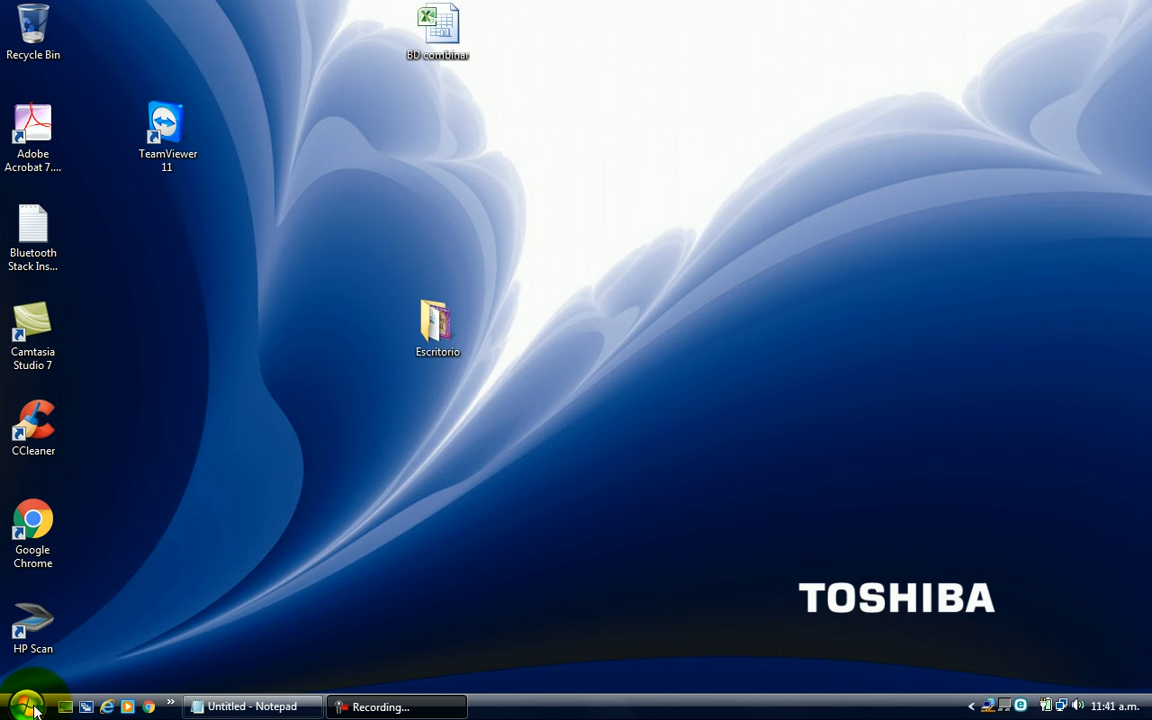 Recycle Bin
BD combinar
Adobe
Acrobat 7....
TeamViewer
11
Bluetooth
Stack Ins...
Camtasia
Studio 7
Escritorio
CCleaner
Google
Chrome
TOSHIBA
HP Scan
Untitled - Notepad
Recording...
11:41 a.m.